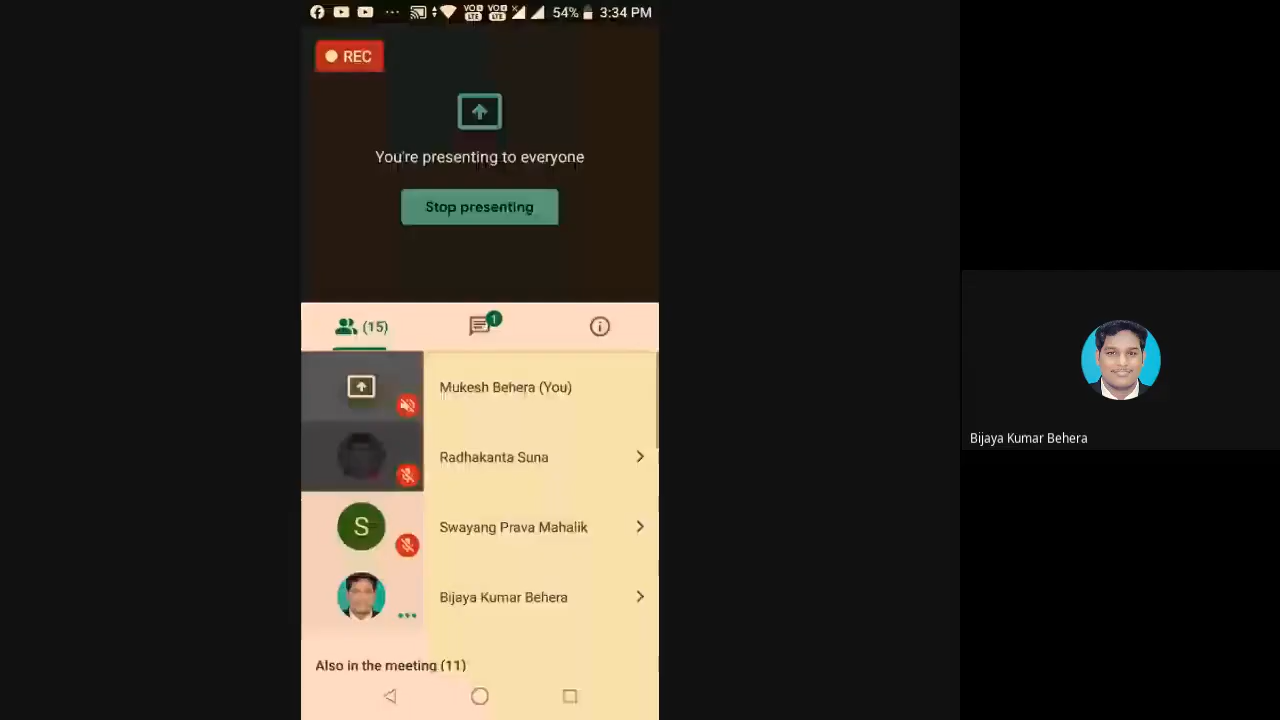 54% 3:34 PM
REC
You're presenting to everyone
Stop presenting
(15)
1
Mukesh Behera (You)
Radhakanta Suna
S
Swayang Prava Mahalik
Bijaya Kumar Behera
Also in the meeting (11)
Bijaya Kumar Behera